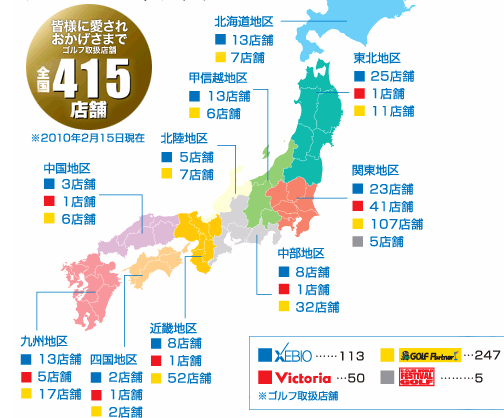 皆様に愛され
おかげさまで
ゴルフ取扱店舗
全国
415
店舗
※2010年2月15日現在
北海道地区
13店舗
7店舗
東北地区
25店舗
1店舗
11店舗
甲信越地区
13店舗
6店舗
北陸地区
5店舗
7店舗
関東地区
23店舗
41店舗
107店舗
5店舗
中国地区
3店舗
1店舗
6店舗
中部地区
8店舗
1店舗
32店舗
九州地区
13店舗
5店舗
17店舗
四国地区
2店舗
1店舗
2店舗
近畿地区
8店舗
1店舗
52店舗
XEBIO ……113
GOLF Partner …247
Victoria ……50
FESTIVAL GOLF ………5
※ゴルフ取扱店舗